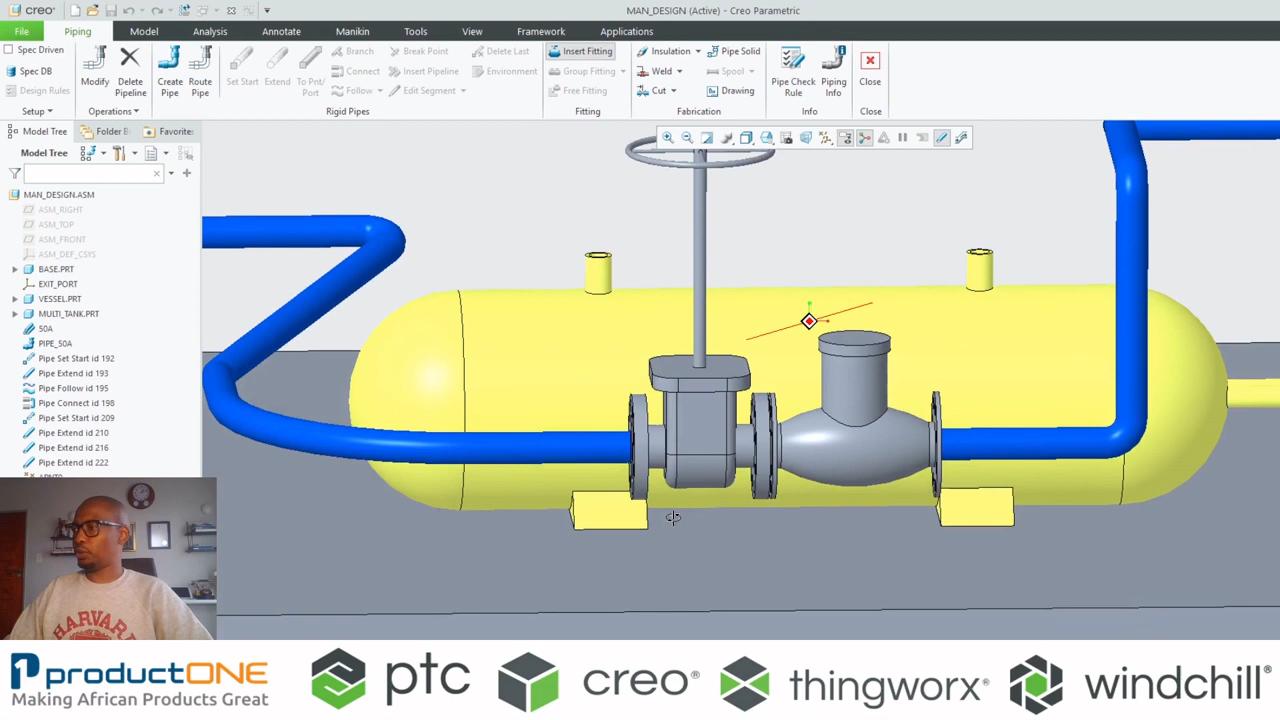 creo®
MAN_DESIGN (Active) - Creo Parametric
File
Piping
Model
Analysis
Annotate
Manikin
Tools
View
Framework
Applications
Spec Driven
Spec DB
Design Rules
Setup
Modify
Delete Pipeline
Operations
Create Pipe
Route Pipe
Set Start
Extend
To Pnt/ Port
Branch
Connect
Follow
Break Point
Insert Pipeline
Edit Segment
Delete Last
Environment
Rigid Pipes
Insert Fitting
Group Fitting
Free Fitting
Fitting
Insulation
Weld
Cut
Pipe Solid
Spool
Drawing
Fabrication
Pipe Check Rule
Piping Info
Info
Close
Close
Model Tree
Folder B
Favorite
Model Tree
MAN_DESIGN.ASM
ASM_RIGHT
ASM_TOP
ASM_FRONT
ASM_DEF_CSYS
BASE.PRT
EXIT_PORT
VESSEL.PRT
MULTI_TANK.PRT
50A
PIPE_50A
Pipe Set Start id 192
Pipe Extend id 193
Pipe Follow id 195
Pipe Connect id 198
Pipe Set Start id 209
Pipe Extend id 210
Pipe Extend id 216
Pipe Extend id 222
HARVARD
productONE
Making African Products Great
ptc
creo®
thingworx®
windchill®